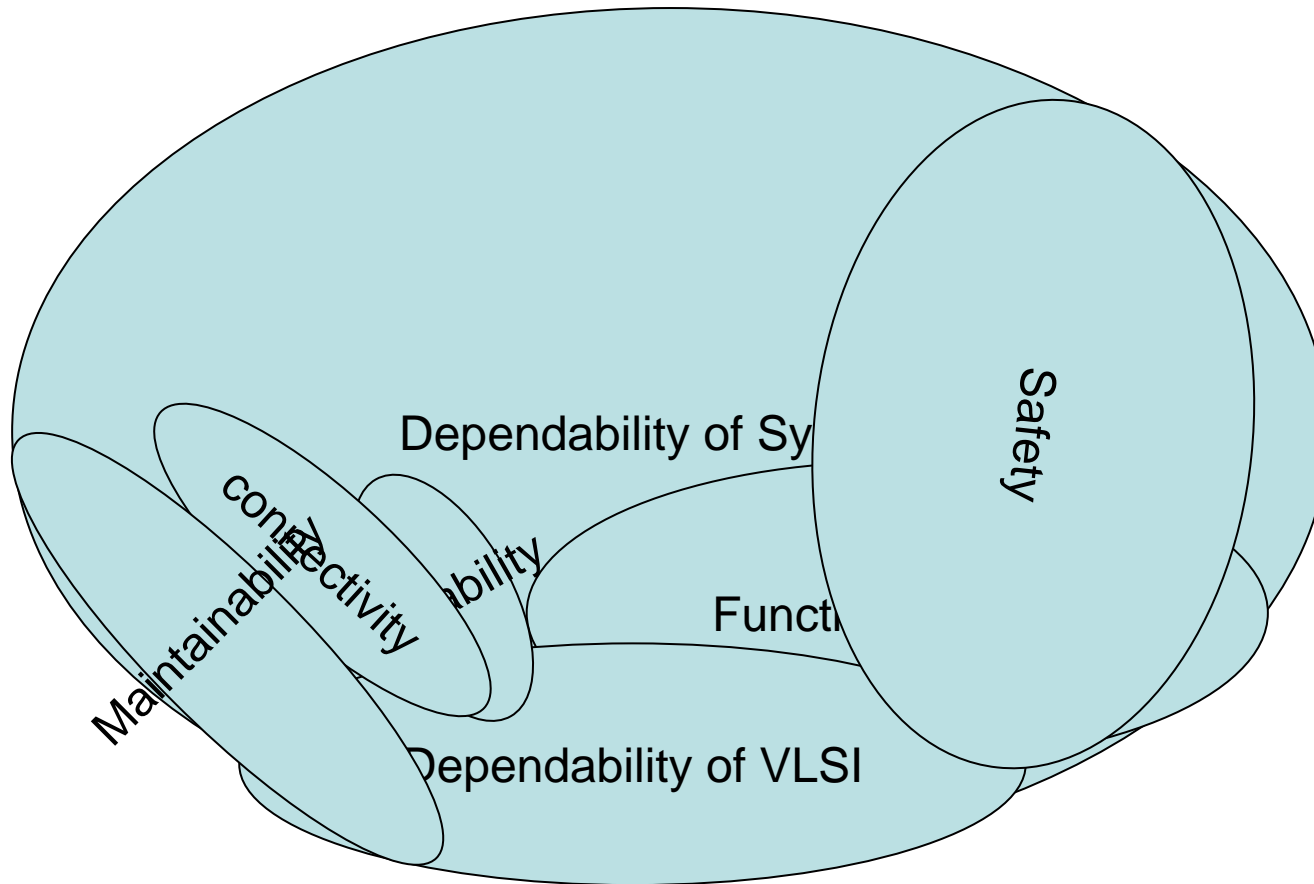 Safety
Dependability of Sy
connectivity
Maintainability
ability
Functi
Dependability of VLSI